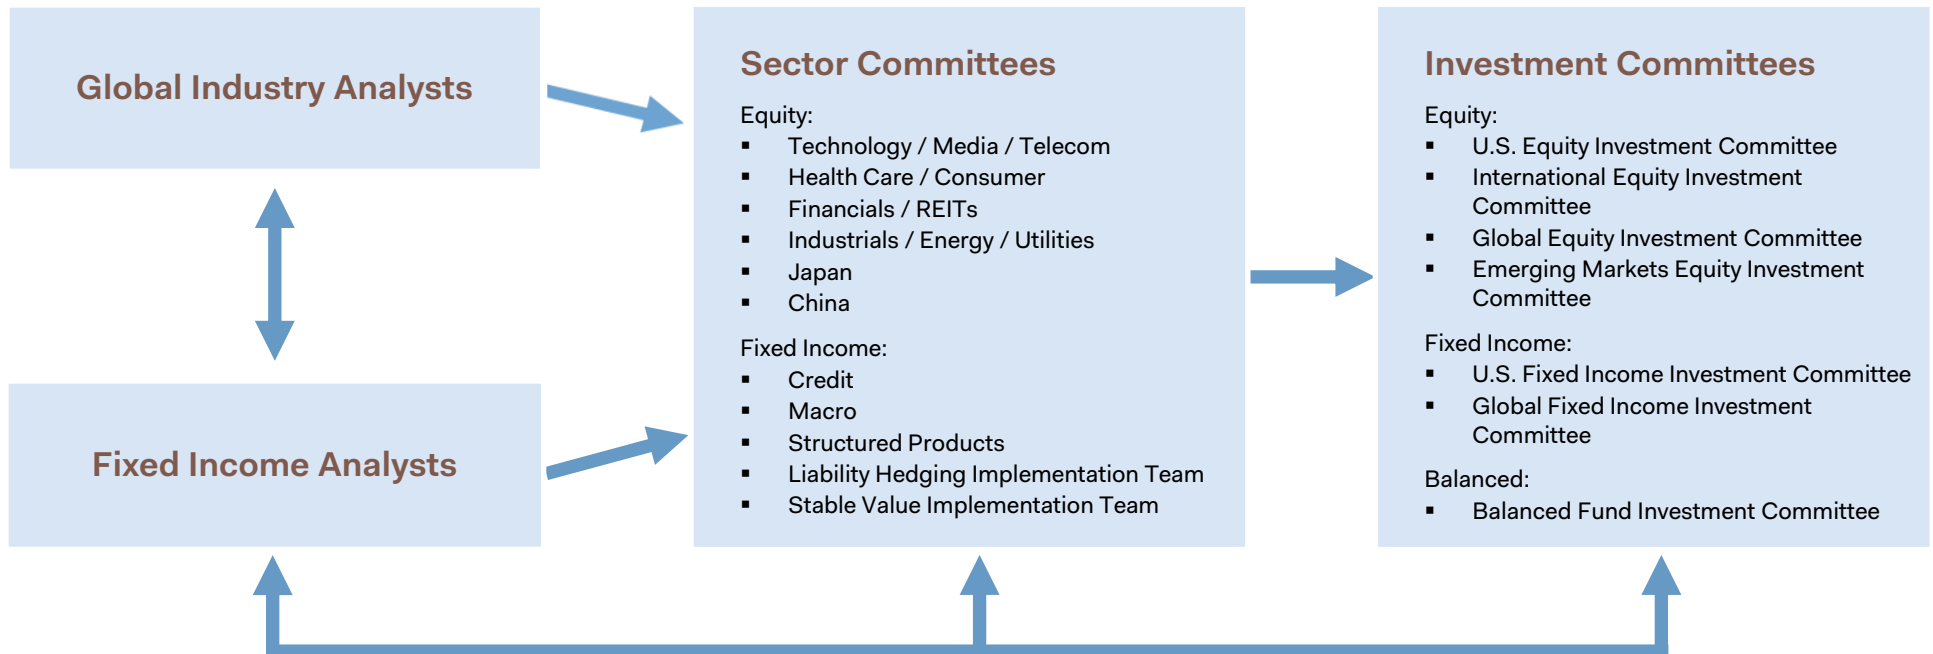 Global Industry Analysts
Fixed Income Analysts
Sector Committees
Equity:
▪ Technology / Media / Telecom
▪ Health Care / Consumer
▪ Financials / REITs
▪ Industrials / Energy / Utilities
▪ Japan
▪ China
Fixed Income:
▪ Credit
▪ Macro
▪ Structured Products
▪ Liability Hedging Implementation Team
▪ Stable Value Implementation Team
Investment Committees
Equity:
▪ U.S. Equity Investment Committee
▪ International Equity Investment
Committee
▪ Global Equity Investment Committee
▪ Emerging Markets Equity Investment
Committee
Fixed Income:
▪ U.S. Fixed Income Investment Committee
▪ Global Fixed Income Investment
Committee
Balanced:
▪ Balanced Fund Investment Committee